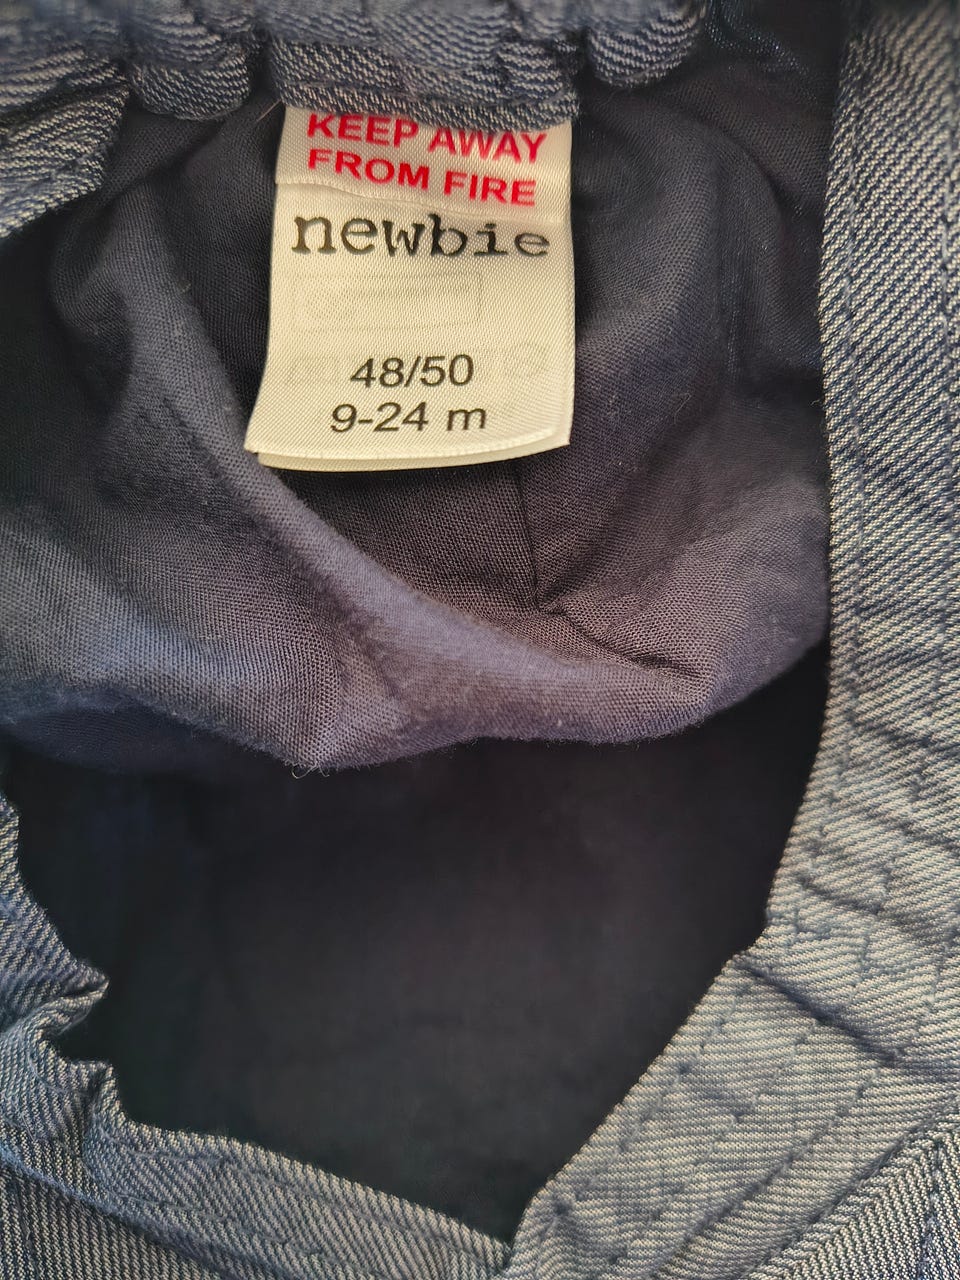 KEEP AWAY
FROM FIRE
newbie
48/50
9-24 m